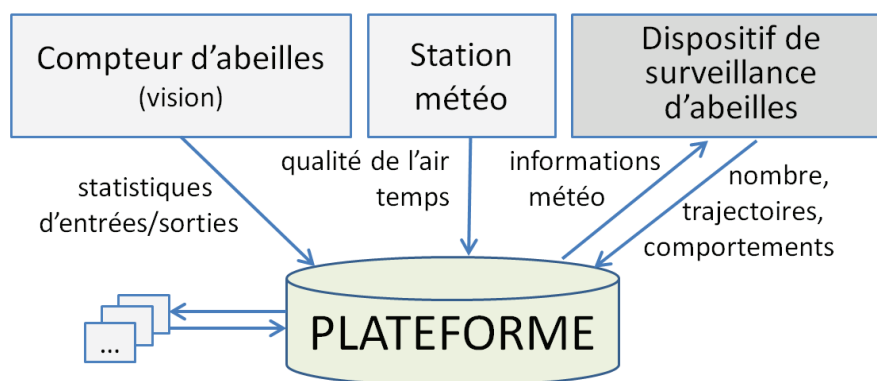 Compteur d’abeilles
(vision)
Station
météo
Dispositif de
surveillance
d’abeilles
statistiques
d’entrées/sorties
qualité de l’air
temps
informations
météo
nombre,
trajectoires,
comportements
...
PLATEFORME